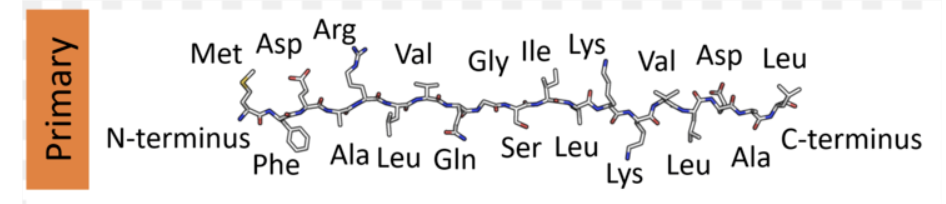 Primary
Met Asp Arg Val Gly Ile Lys Val Asp Leu
N-terminus C-terminus
Phe Ala Leu Gln Ser Leu Lys Leu Ala